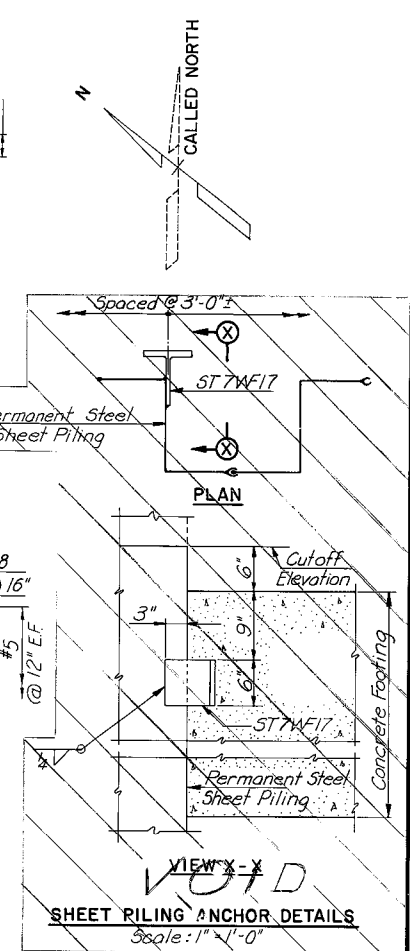 N
CALLED NORTH
Spaced @ 3'-0"±
X
ST 7WF17
ermanent Steel
Sheet Piling
X
PLAN
8
16"
#5
@ 12" E.F.
Cutoff
Elevation
6"
3"
9"
6"
ST7WF17
Concrete Footing
1/4
Permanent Steel
Sheet Piling
VIEW X-X
VOID
SHEET PILING ANCHOR DETAILS
Scale: 1"=1'-0"